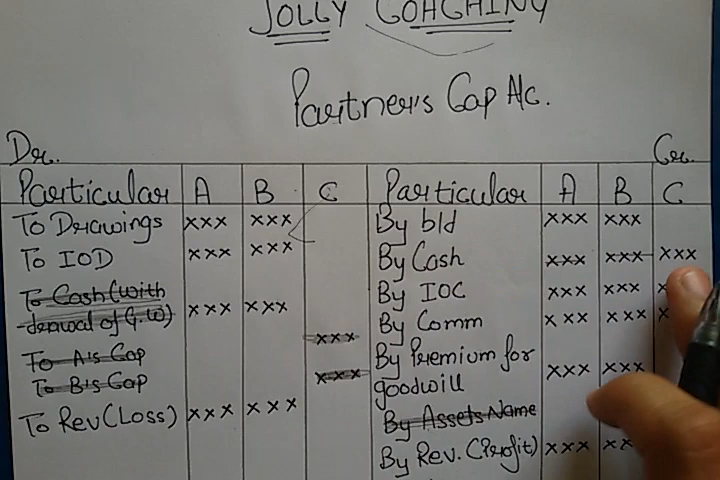 JOLLY COACHING
Partner's Cap A/c.
Dr. Cr.
Particular A B C Particular A B C
To Drawings xxx xxx By b/d xxx xxx
To IOD xxx xxx By Cash xxx xxx xxx
To Cash (with By IOC xxx xxx x
drawal of G.W) xxx xxx By Comm xxx xxx x
To A's Cap xxx By Premium for
To B's Cap xxx goodwill xxx xxx
To Rev (Loss) xxx xxx By Assets Name
By Rev. (Profit) xxx xx